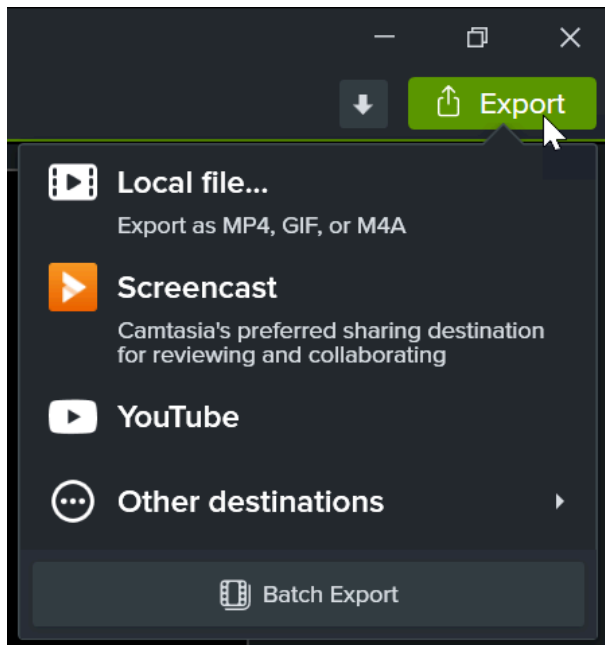 Export
Local file...
Export as MP4, GIF, or M4A
Screencast
Camtasia's preferred sharing destination
for reviewing and collaborating
YouTube
Other destinations
Batch Export